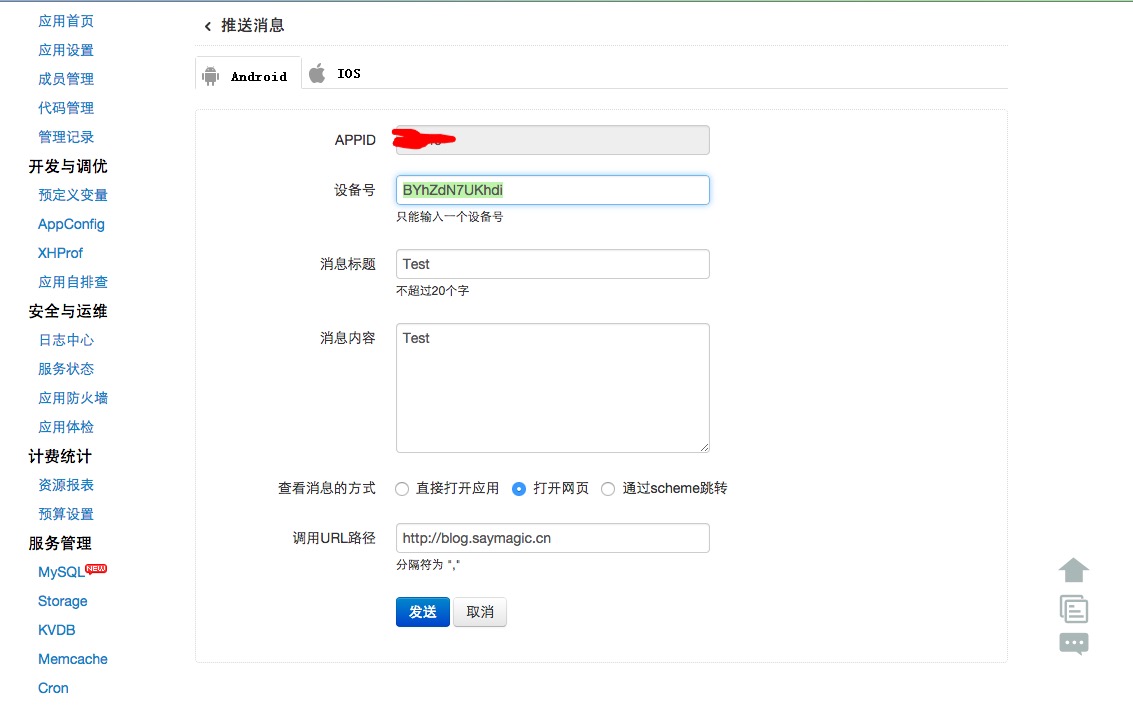 应用首页
应用设置
成员管理
代码管理
管理记录
开发与调优
预定义变量
AppConfig
XHProf
应用自排查
安全与运维
日志中心
服务状态
应用防火墙
应用体检
计费统计
资源报表
预算设置
服务管理
MySQL NEW
Storage
KVDB
Memcache
Cron
推送消息
Android IOS
APPID
设备号 BYhZdN7UKhdi
只能输入一个设备号
消息标题 Test
不超过20个字
消息内容 Test
查看消息的方式 直接打开应用 打开网页 通过scheme跳转
调用URL路径 http://blog.saymagic.cn
分隔符为 ","
发送 取消